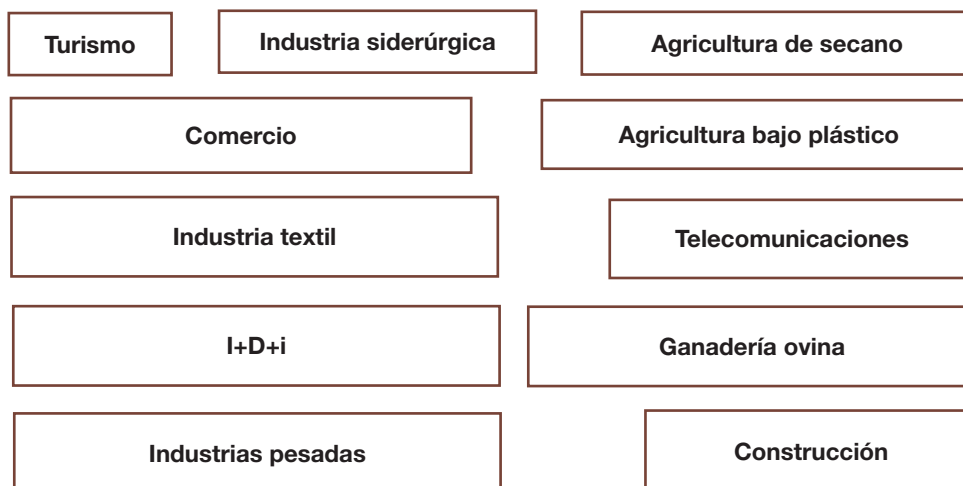 Turismo
Industria siderúrgica
Agricultura de secano
Comercio
Agricultura bajo plástico
Industria textil
Telecomunicaciones
I+D+i
Ganadería ovina
Industrias pesadas
Construcción